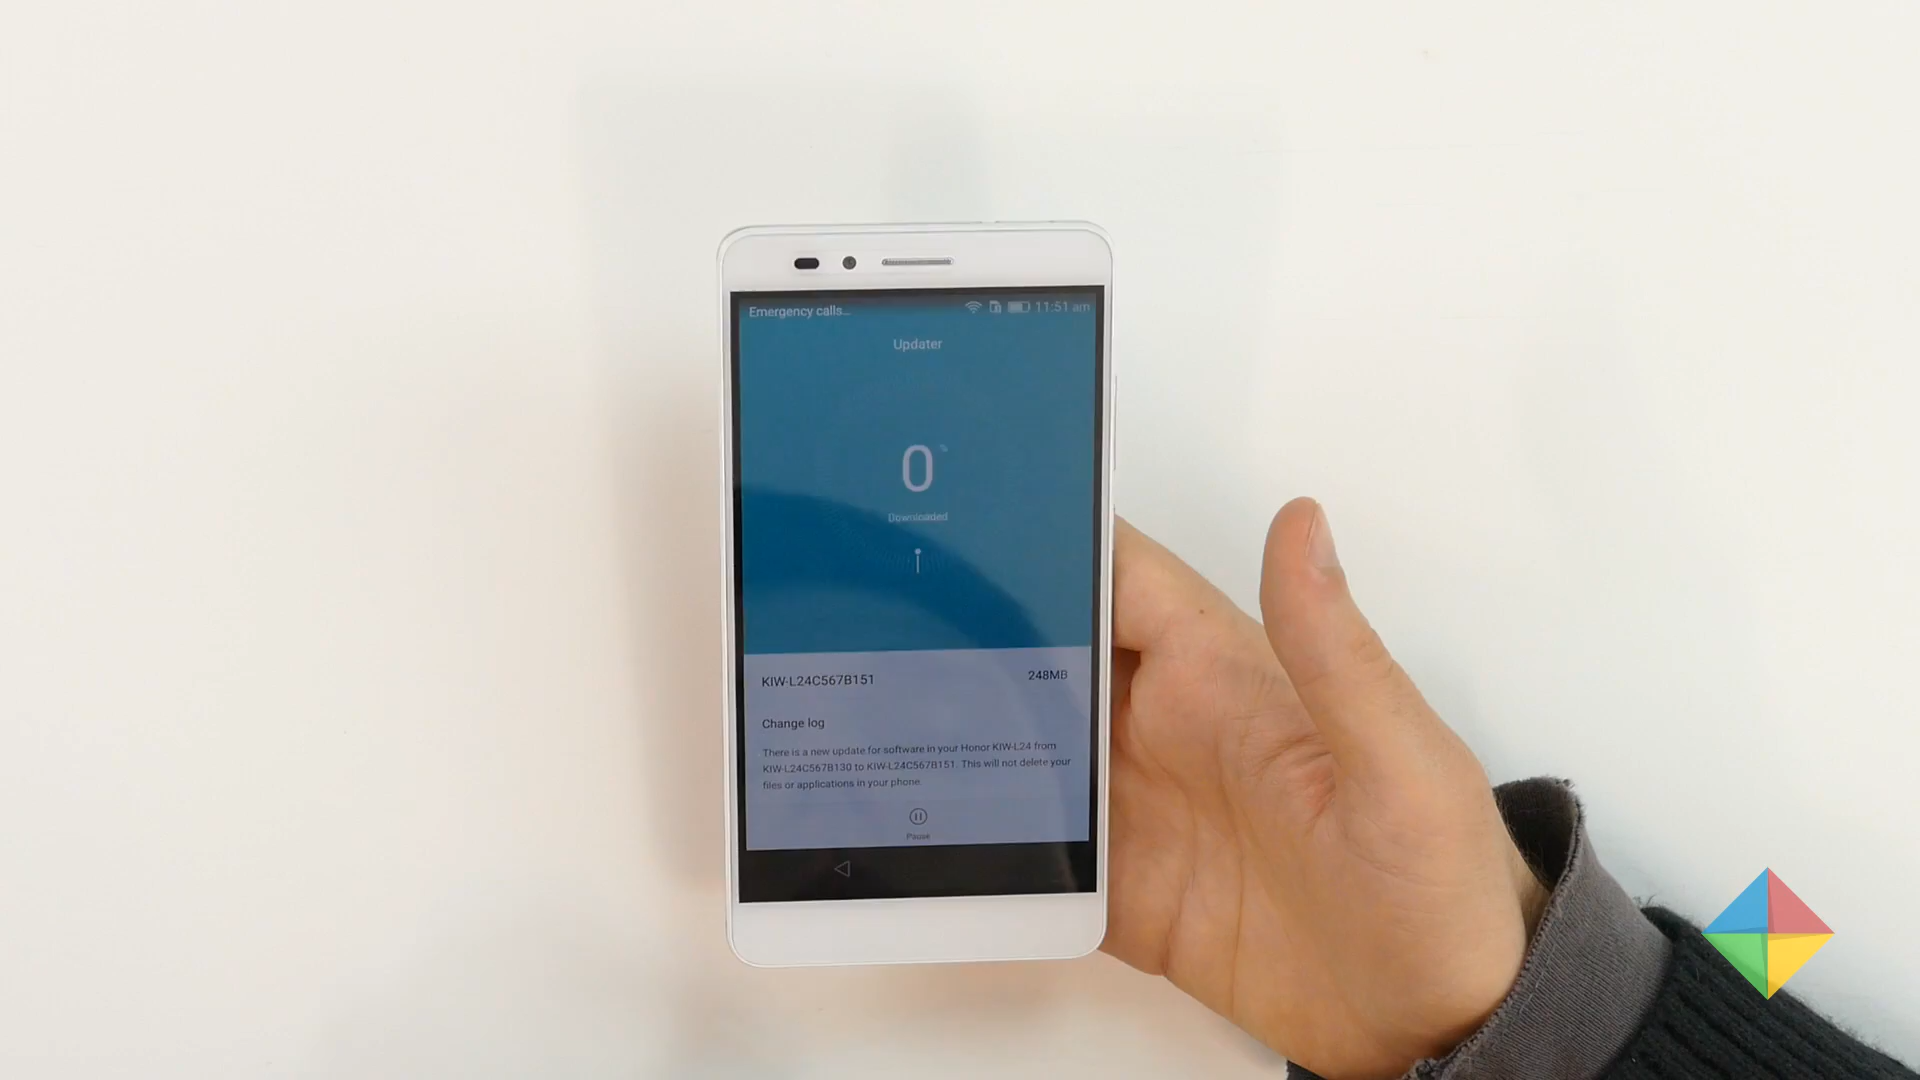 Emergency calls...
11:51 am
Updater
0 %
Downloaded
KIW-L24C567B151
248MB
Change log
There is a new update for software in your Honor KIW-L24 from
KIW-L24C567B130 to KIW-L24C567B151. This will not delete your
files or applications in your phone.
Pause